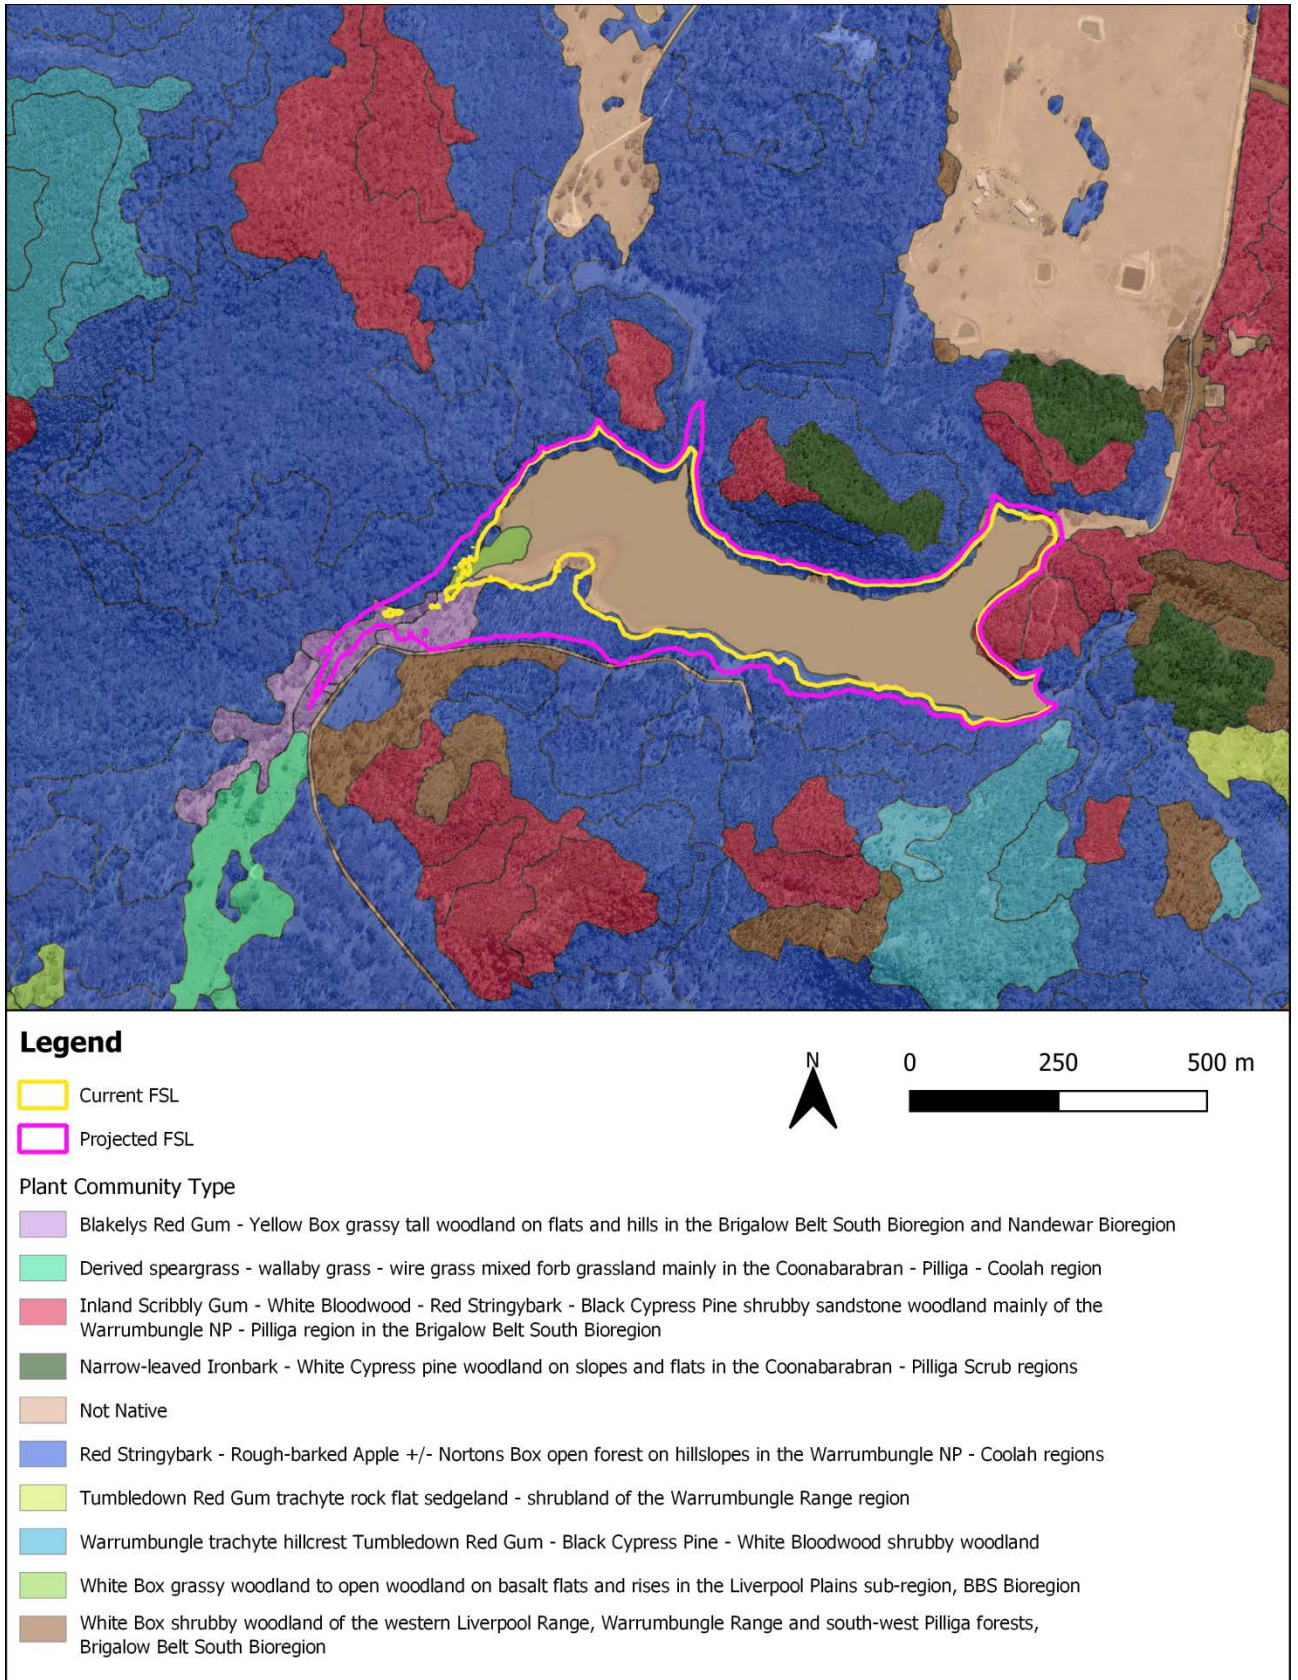 Legend
N
0 250 500 m
Current FSL
Projected FSL
Plant Community Type
Blakelys Red Gum - Yellow Box grassy tall woodland on flats and hills in the Brigalow Belt South Bioregion and Nandewar Bioregion
Derived speargrass - wallaby grass - wire grass mixed forb grassland mainly in the Coonabarabran - Pilliga - Coolah region
Inland Scribbly Gum - White Bloodwood - Red Stringybark - Black Cypress Pine shrubby sandstone woodland mainly of the
Warrumbungle NP - Pilliga region in the Brigalow Belt South Bioregion
Narrow-leaved Ironbark - White Cypress pine woodland on slopes and flats in the Coonabarabran - Pilliga Scrub regions
Not Native
Red Stringybark - Rough-barked Apple +/- Nortons Box open forest on hillslopes in the Warrumbungle NP - Coolah regions
Tumbledown Red Gum trachyte rock flat sedgeland - shrubland of the Warrumbungle Range region
Warrumbungle trachyte hillcrest Tumbledown Red Gum - Black Cypress Pine - White Bloodwood shrubby woodland
White Box grassy woodland to open woodland on basalt flats and rises in the Liverpool Plains sub-region, BBS Bioregion
White Box shrubby woodland of the western Liverpool Range, Warrumbungle Range and south-west Pilliga forests,
Brigalow Belt South Bioregion